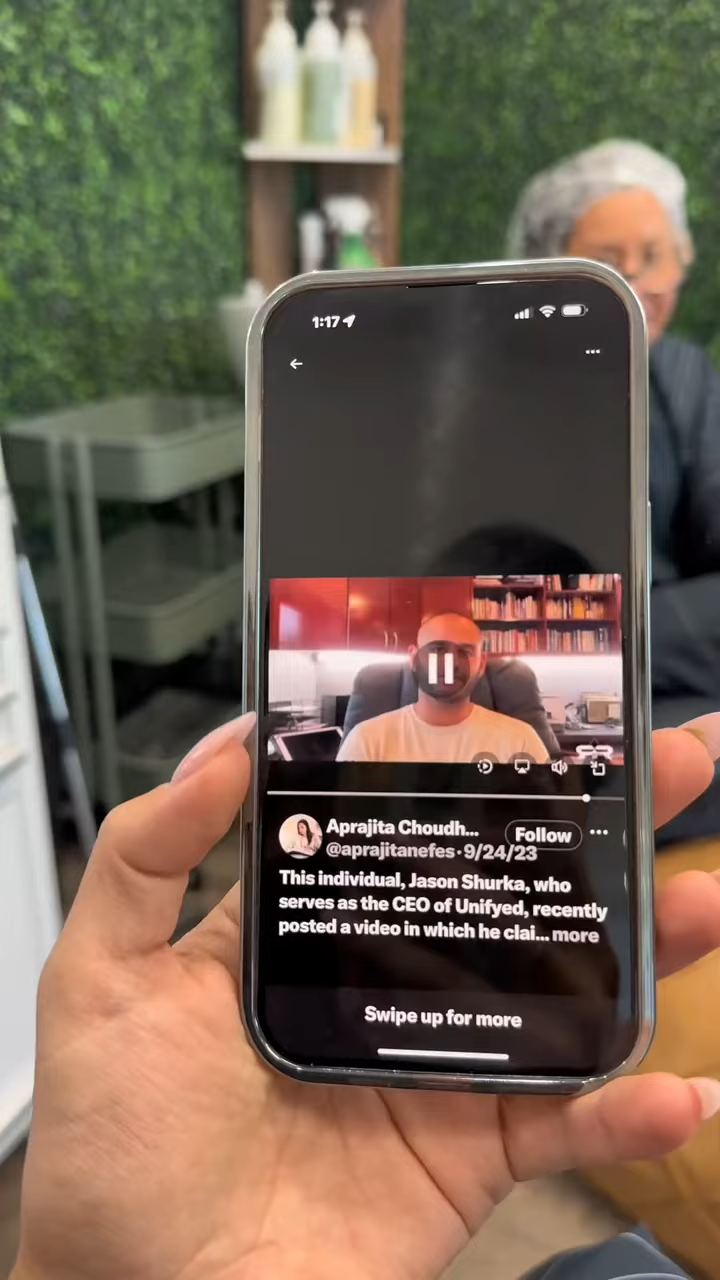 1:17
Aprajita Choudh...
Follow
@aprajitanefes·9/24/23
This individual, Jason Shurka, who
serves as the CEO of Unifyed, recently
posted a video in which he clai... more
Swipe up for more